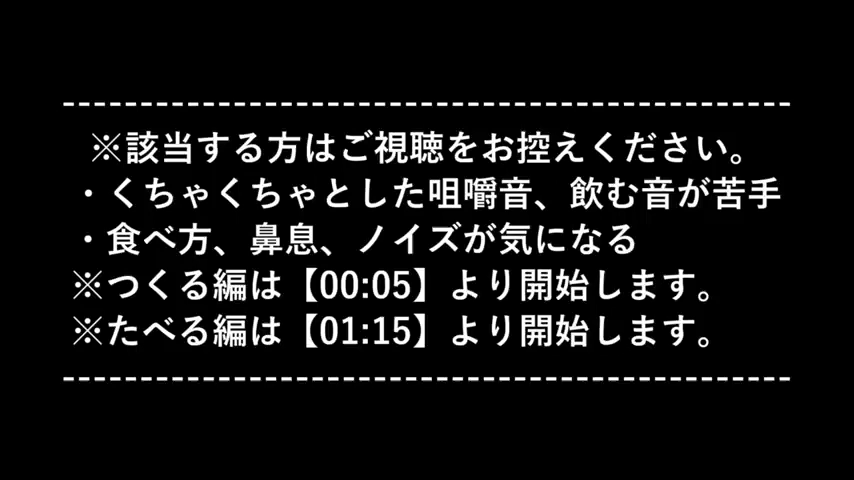 ※該当する方はご視聴をお控えください。
・くちゃくちゃとした咀嚼音、飲む音が苦手
・食べ方、鼻息、ノイズが気になる
※つくる編は【00:05】より開始します。
※たべる編は【01:15】より開始します。